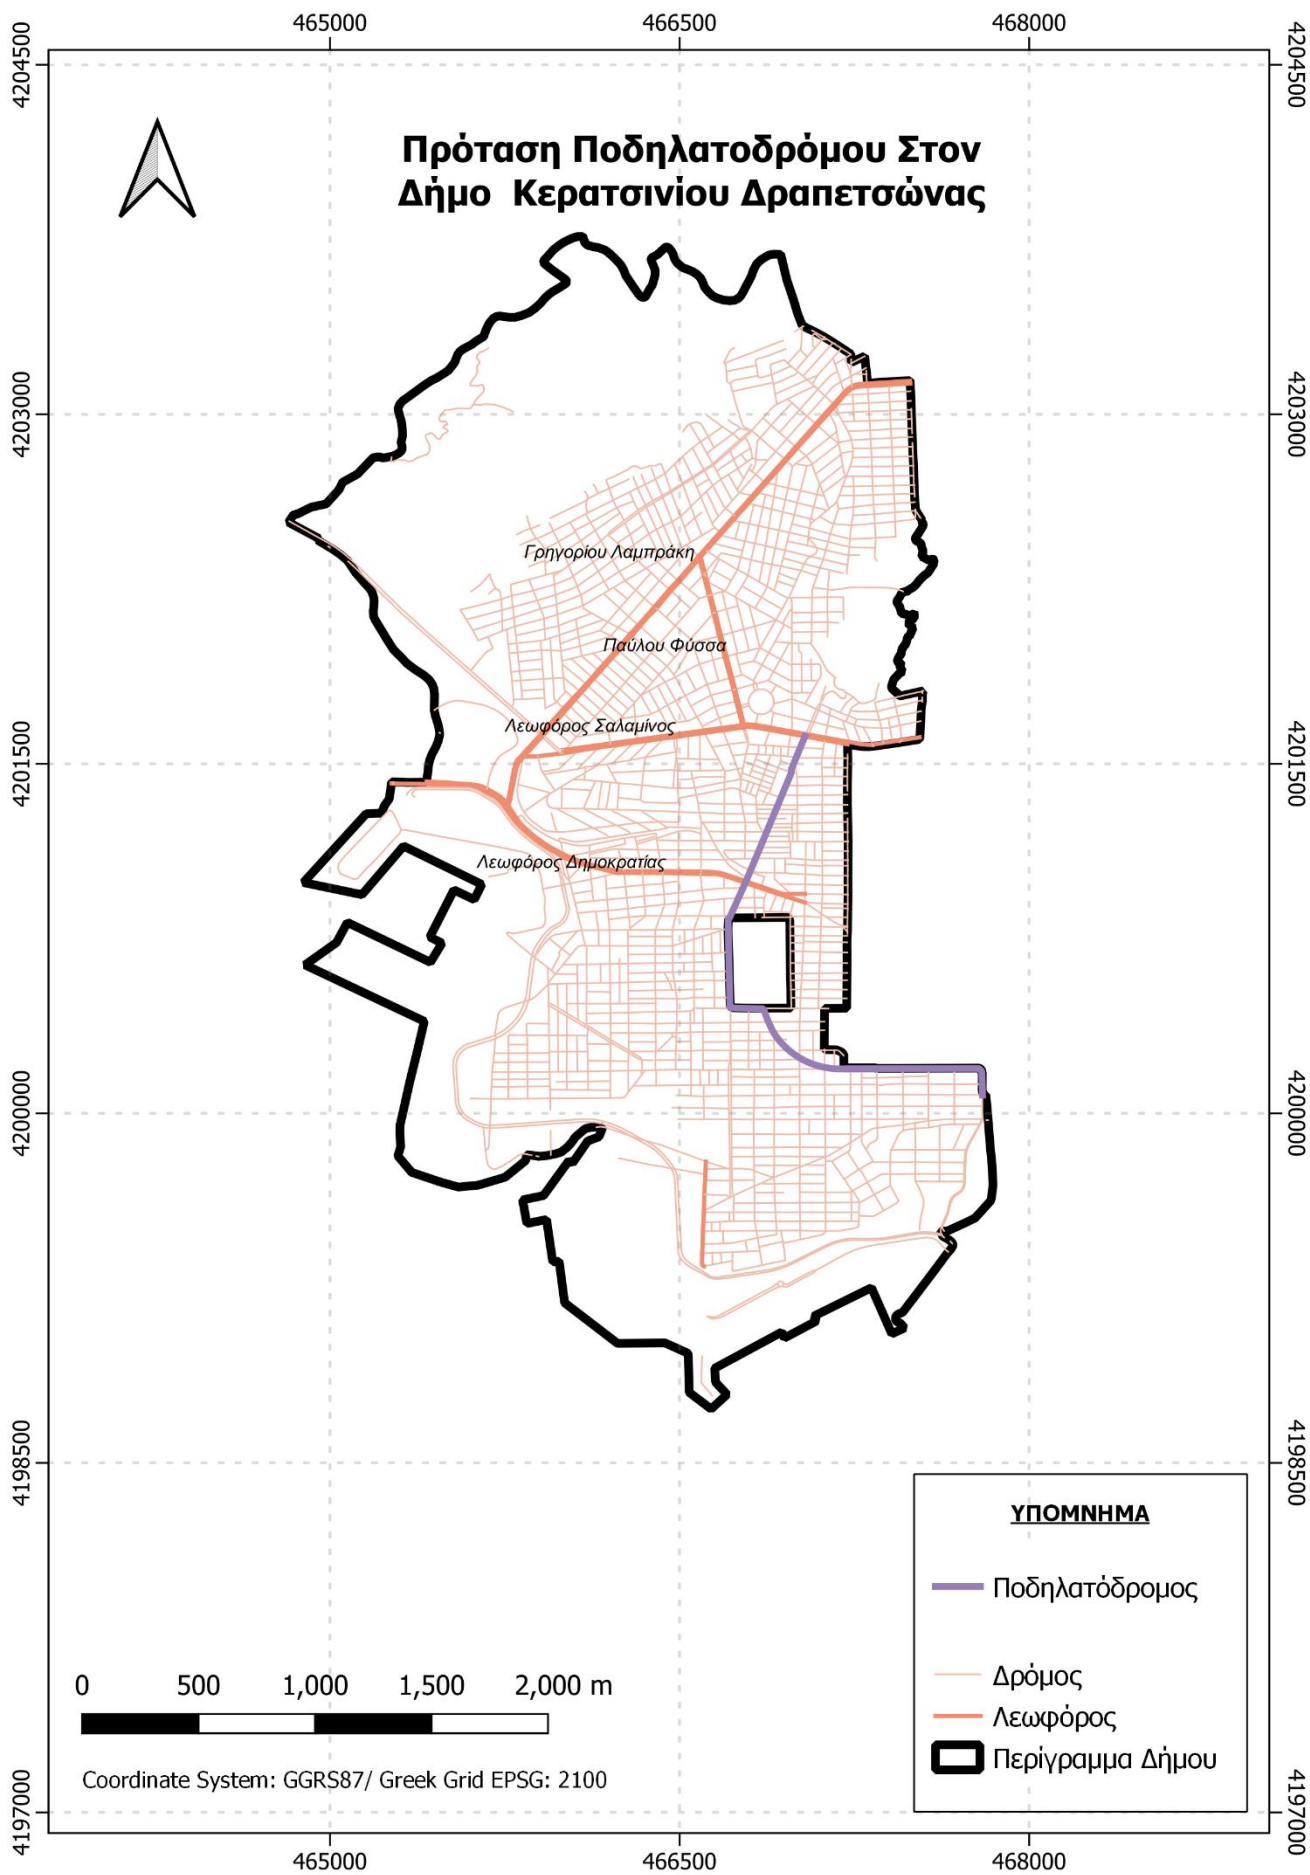 465000 466500 468000
4204500 4204500
Πρόταση Ποδηλατοδρόμου Στον
Δήμο Κερατσινίου Δραπετσώνας
4203000 4203000
Γρηγορίου Λαμπράκη
Παύλου Φύσσα
Λεωφόρος Σαλαμίνος
4201500 4201500
Λεωφόρος Δημοκρατίας
4200000 4200000
4198500 4198500
ΥΠΟΜΝΗΜΑ
Ποδηλατόδρομος
Δρόμος
Λεωφόρος
Περίγραμμα Δήμου
0 500 1,000 1,500 2,000 m
Coordinate System: GGRS87/ Greek Grid EPSG: 2100
4197000 4197000
465000 466500 468000